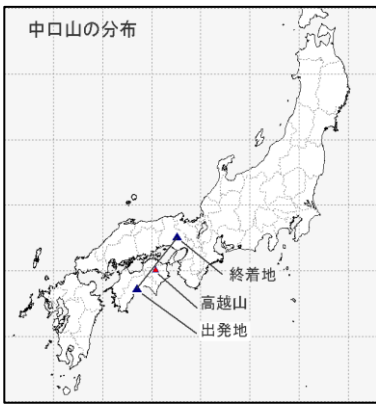 中口山の分布
終着地
高越山
出発地